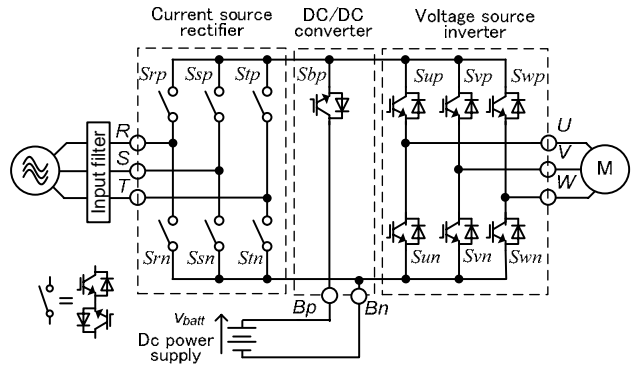 Current source
rectifier
DC/DC
converter
Voltage source
inverter
Srp Ssp Stp Sbp Sup Svp Swp
Input filter
R
S
T
U
V
W
M
Srn Ssn Stn Sun Svn Swn
=
Bp Bn
vbatt
Dc power
supply